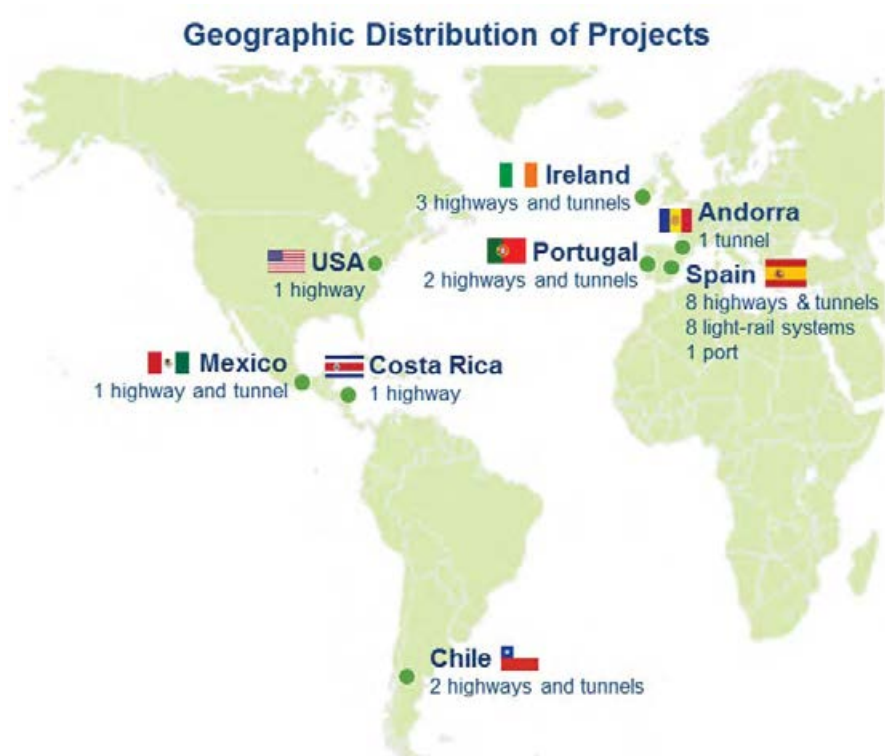 Geographic Distribution of Projects
Ireland
3 highways and tunnels
Andorra
1 tunnel
USA
1 highway
Portugal
2 highways and tunnels
Spain
8 highways & tunnels
8 light-rail systems
1 port
Mexico
1 highway and tunnel
Costa Rica
1 highway
Chile
2 highways and tunnels